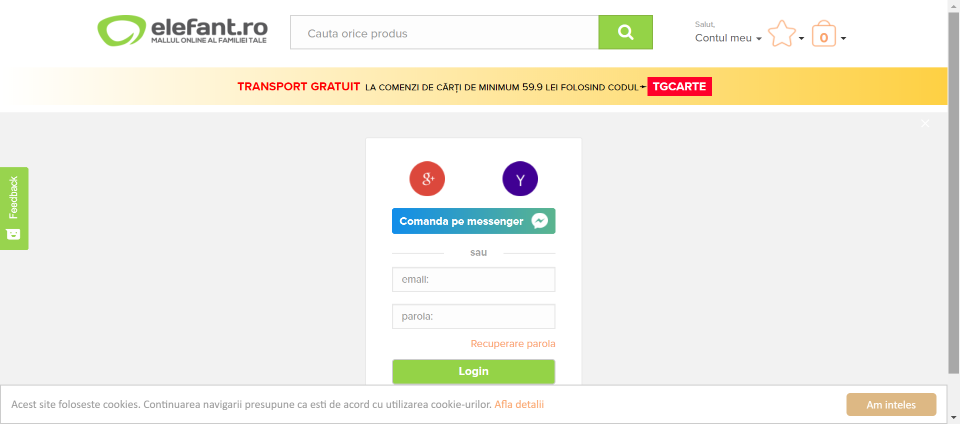 elefant.ro
MALLUL ONLINE AL FAMILIEI TALE
Cauta orice produs
Salut,
Contul meu
0
TRANSPORT GRATUIT LA COMENZI DE CĂRȚI DE MINIMUM 59.9 LEI FOLOSIND CODUL TGCARTE
Feedback
g+
Y
Comanda pe messenger
sau
email:
parola:
Recuperare parola
Login
Acest site foloseste cookies. Continuarea navigarii presupune ca esti de acord cu utilizarea cookie-urilor. Afla detalii
Am inteles